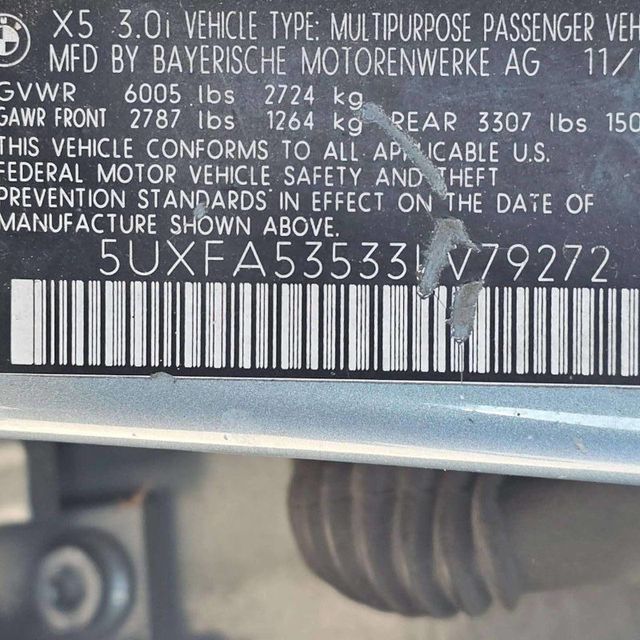 X5 3.0i VEHICLE TYPE: MULTIPURPOSE PASSENGER VEH
MFD BY BAYERISCHE MOTORENWERKE AG 11/
GVWR 6005 lbs 2724 kg
GAWR FRONT 2787 lbs 1264 kg REAR 3307 lbs 150
THIS VEHICLE CONFORMS TO ALL APPLICABLE U.S.
FEDERAL MOTOR VEHICLE SAFETY AND THEFT
PREVENTION STANDARDS IN EFFECT ON THE DATE OF
MANUFACTURE SHOWN ABOVE.
5UXFA53533LV79272